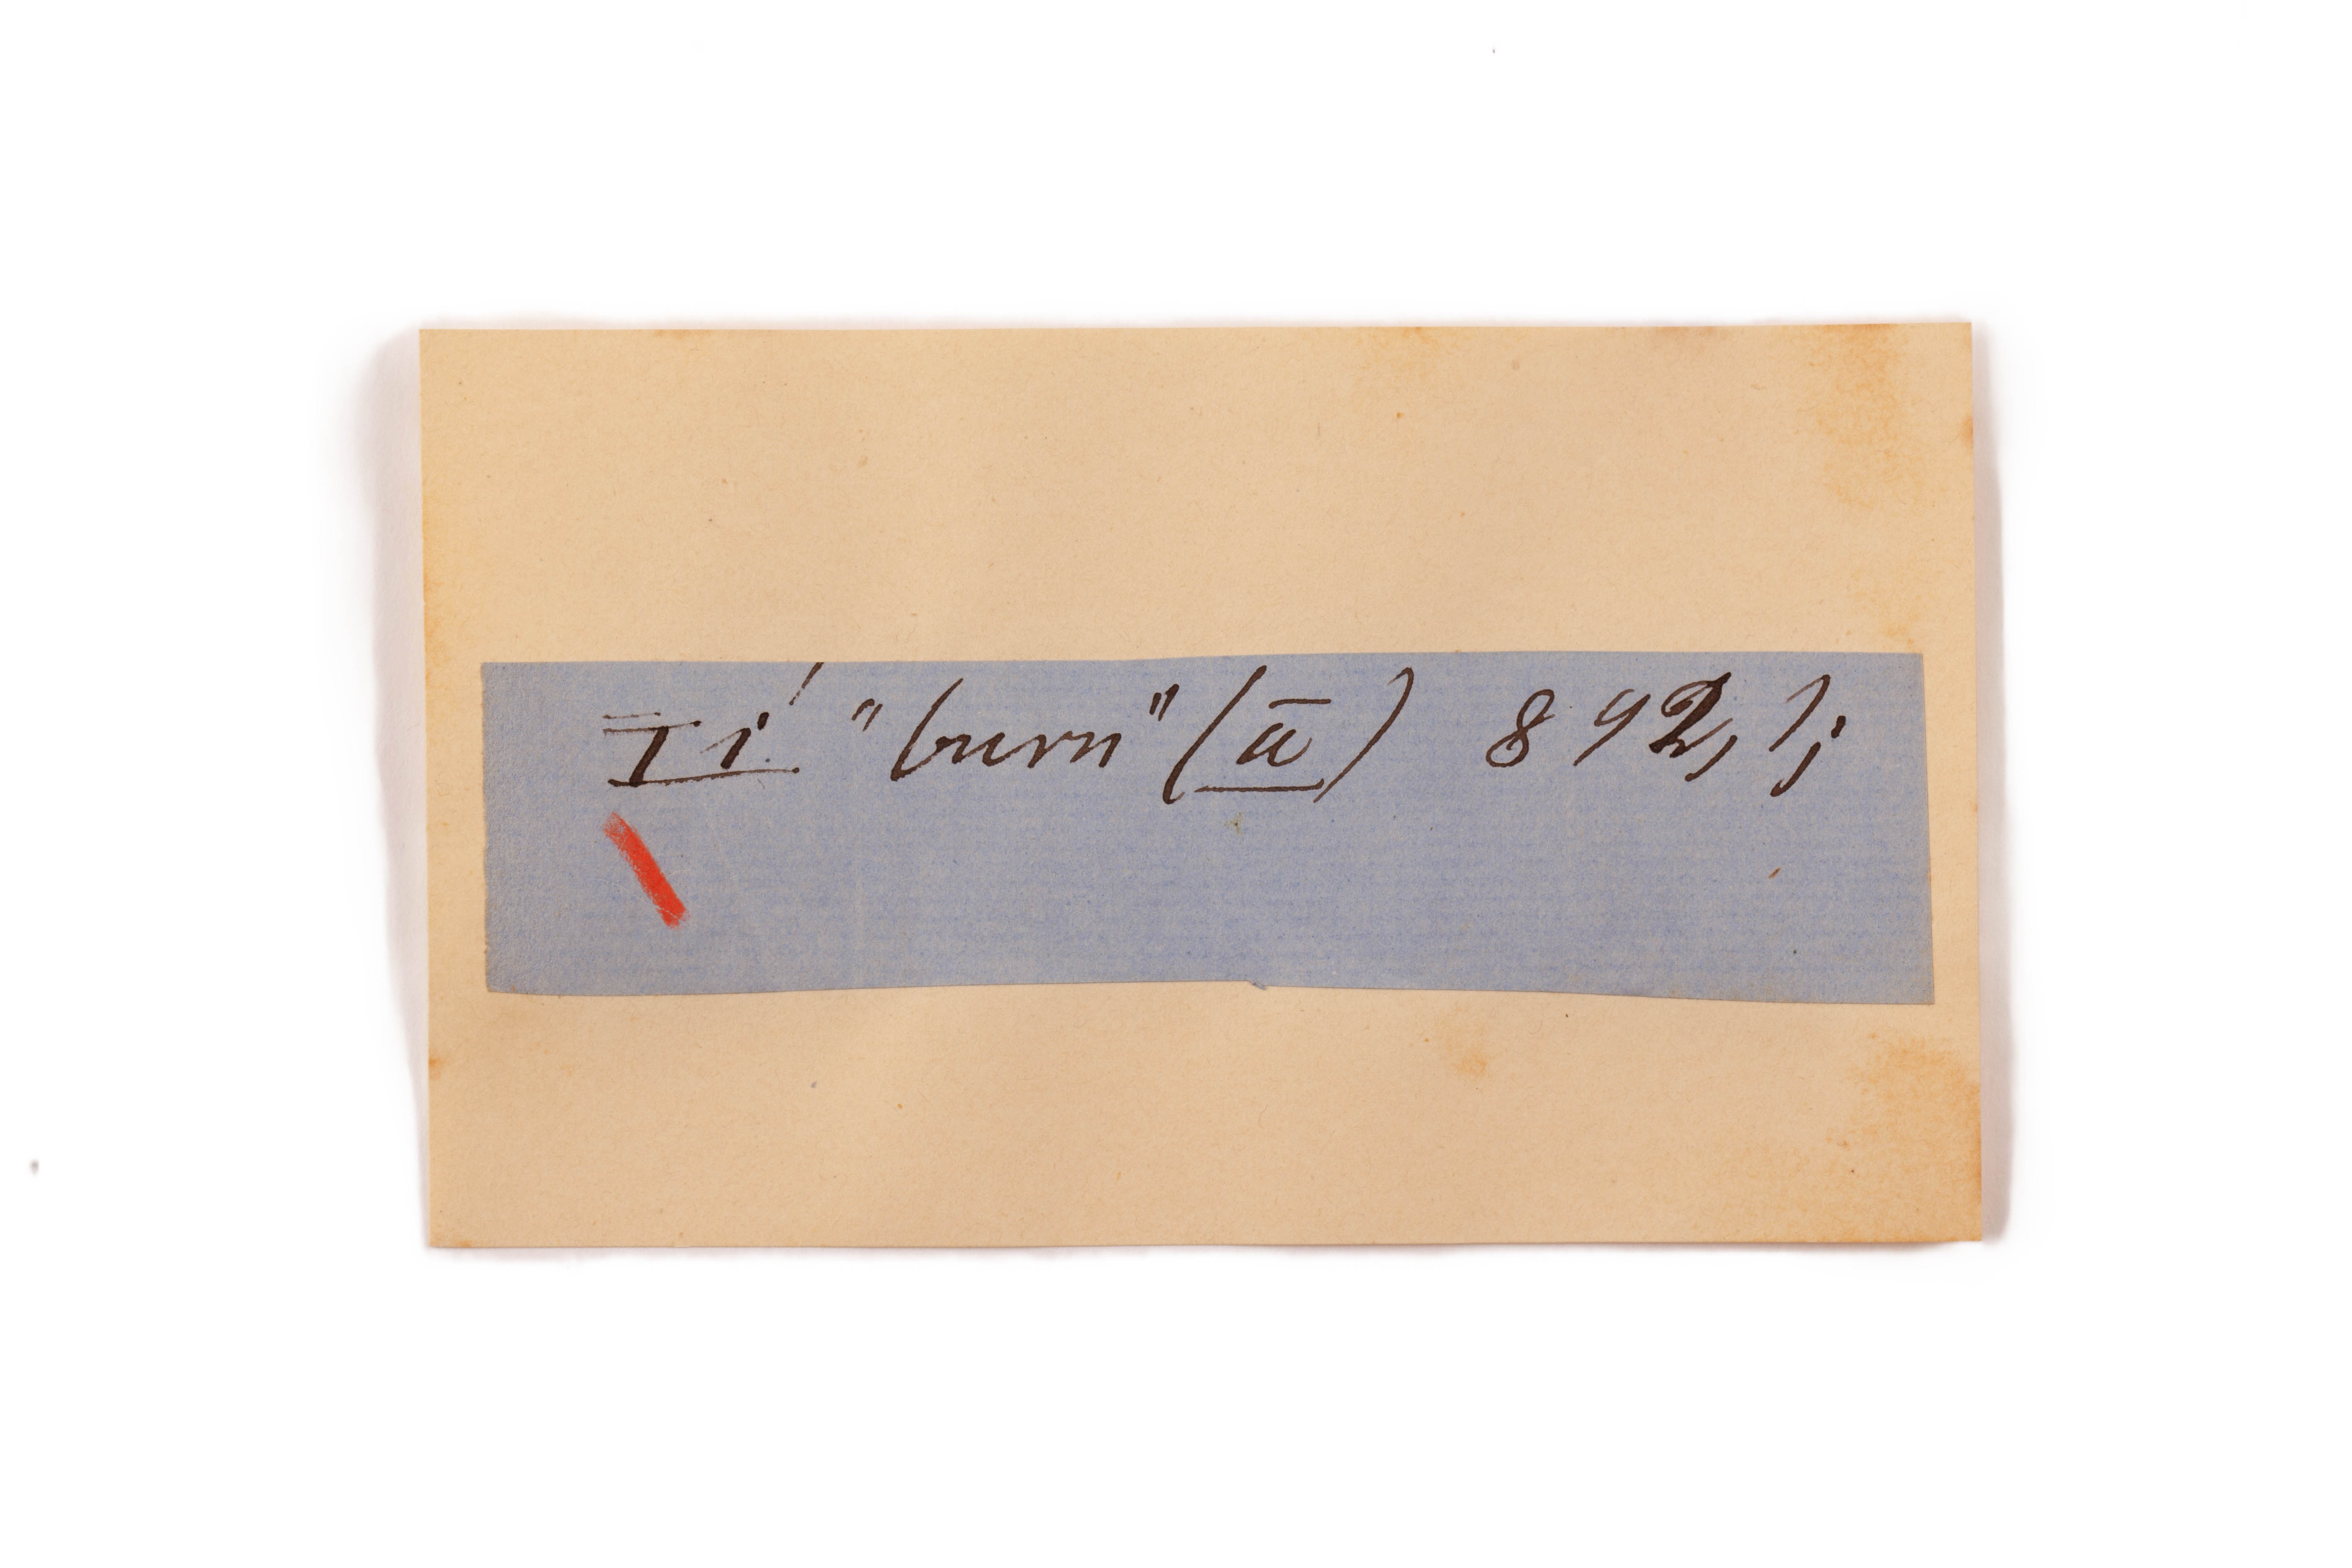 Ti' "burn" (ā) 892, 1;